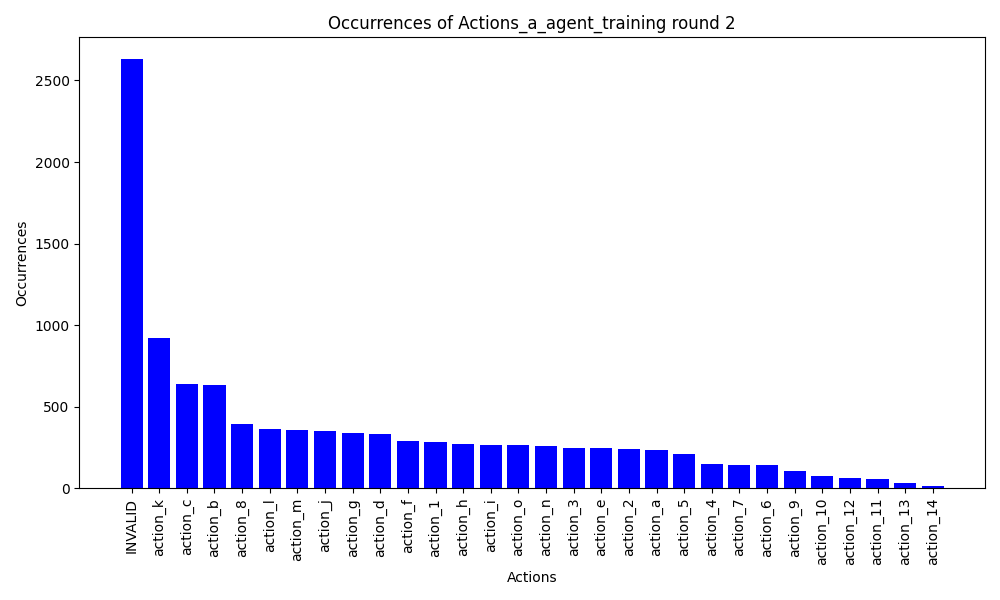 Occurrences of Actions_a_agent_training round 2
Occurrences
2500
2000
1500
1000
500
0
INVALID
action_k
action_c
action_b
action_8
action_l
action_m
action_j
action_g
action_d
action_f
action_1
action_h
action_i
action_o
action_n
action_3
action_e
action_2
action_a
action_5
action_4
action_7
action_6
action_9
action_10
action_12
action_11
action_13
action_14
Actions